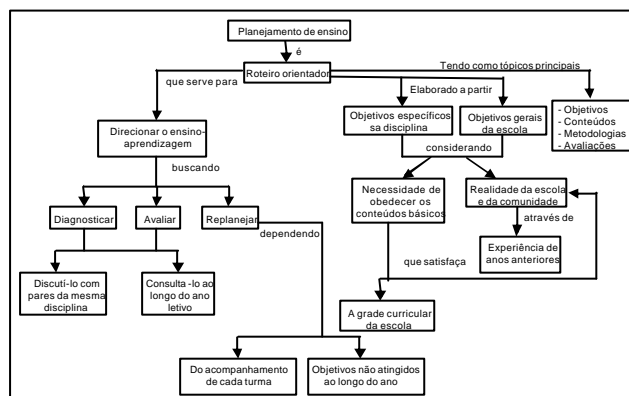 Planejamento de ensino
é
Roteiro orientador
Tendo como tópicos principais
que serve para
Elaborado a partir
Direcionar o ensino-
aprendizagem
Objetivos específicos
sa disciplina
Objetivos gerais
da escola
- Objetivos
- Conteúdos
- Metodologias
- Avaliações
considerando
buscando
Diagnosticar
Avaliar
Replanejar
Necessidade de
obedecer os
conteúdos básicos
Realidade da escola
e da comunidade
dependendo
através de
Experiência de
anos anteriores
Discutí-lo com
pares da mesma
disciplina
Consulta -lo ao
longo do ano
letivo
que satisfaça
A grade curricular
da escola
Do acompanhamento
de cada turma
Objetivos não atingidos
ao longo do ano